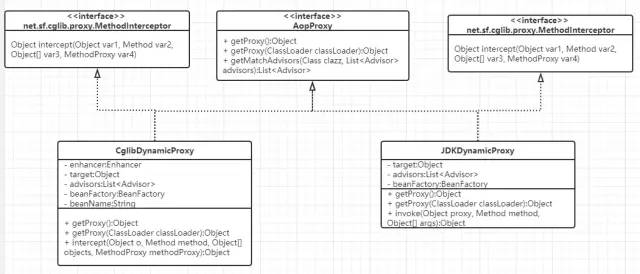 <<interface>>
net.sf.cglib.proxy.MethodInterceptor
Object intercept(Object var1, Method var2,
Object[] var3, MethodProxy var4)
<<interface>>
AopProxy
+ getProxy():Object
+ getProxy(ClassLoader classLoader):Object
+ getMatchAdvisors(Class clazz, List<Advisor>
advisors):List<Advisor>
<<interface>>
net.sf.cglib.proxy.MethodInterceptor
Object intercept(Object var1, Method var2,
Object[] var3, MethodProxy var4)
CglibDynamicProxy
- enhancer:Enhancer
- target:Object
- advisors:List<Advisor>
- beanFactory:BeanFactory
- beanName:String
+ getProxy():Object
+ getProxy(ClassLoader classLoader):Object
+ intercept(Object o, Method method, Object[]
objects, MethodProxy methodProxy):Object
JDKDynamicProxy
- target:Object
- advisors:List<Advisor>
- beanFactory:BeanFactory
+ getProxy():Object
+ getProxy(ClassLoader classLoader):Object
+ invoke(Object proxy, Method method,
Object[] args):Object